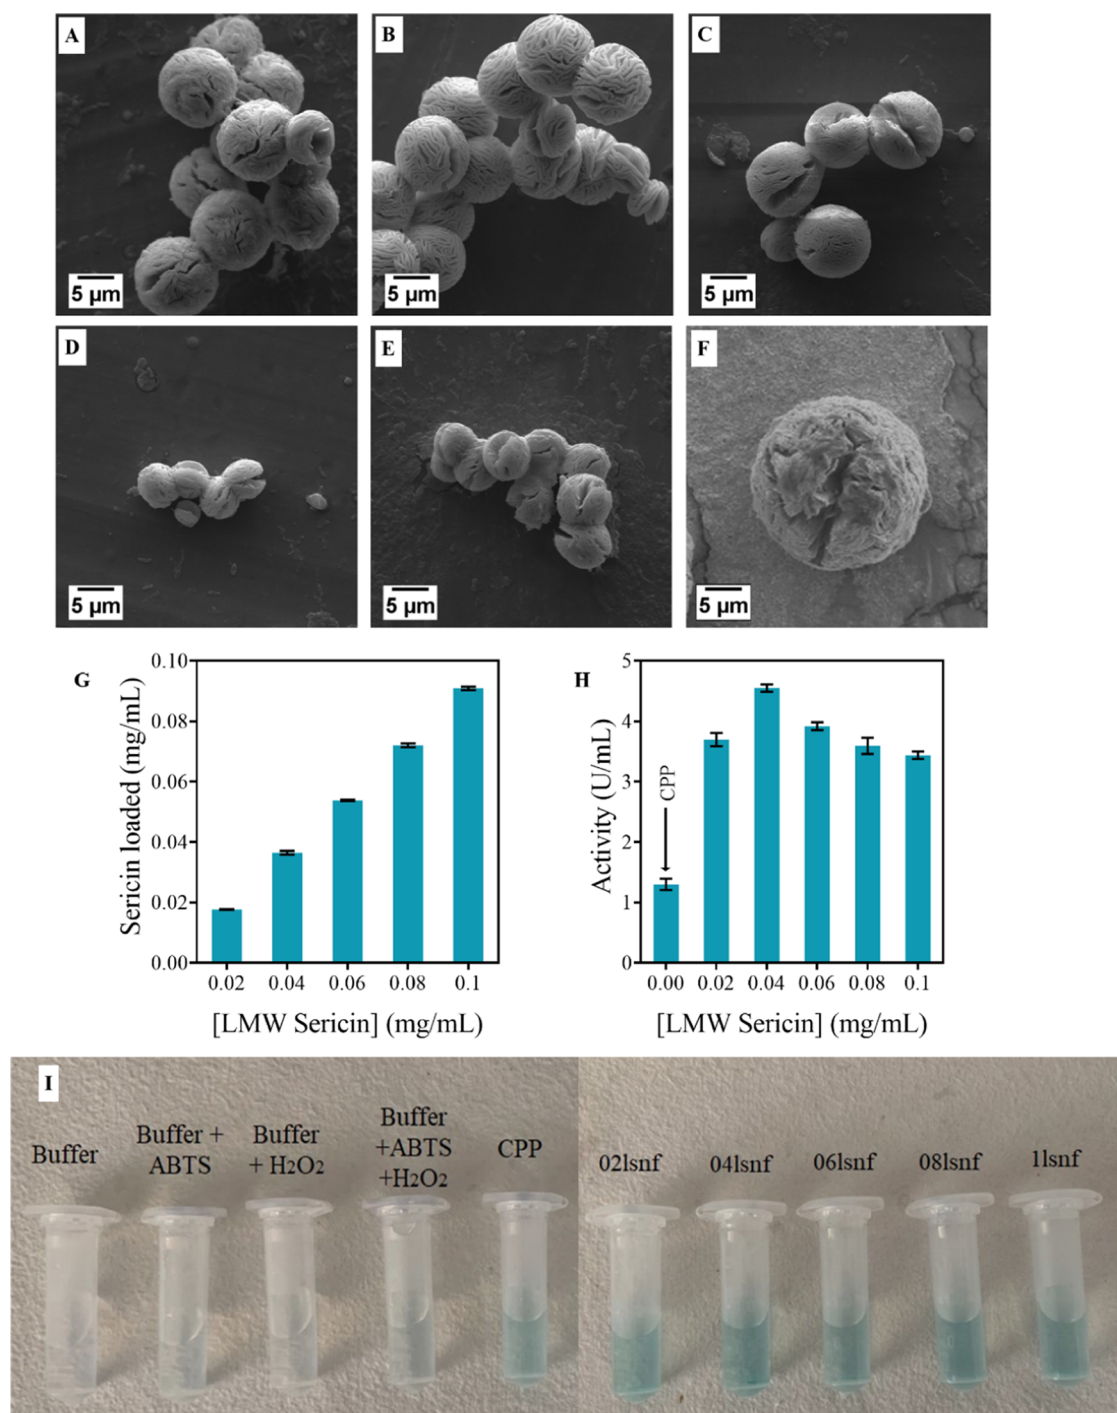 A
5 µm
B
5 µm
C
5 µm
D
5 µm
E
5 µm
F
5 µm
G
Sericin loaded (mg/mL)
0.10
0.08
0.06
0.04
0.02
0.00
0.02 0.04 0.06 0.08 0.1
[LMW Sericin] (mg/mL)
H
Activity (U/mL)
5
4
3
2
1
0
CPP
0.00 0.02 0.04 0.06 0.08 0.1
[LMW Sericin] (mg/mL)
I
Buffer
Buffer +
ABTS
Buffer
+ H2O2
Buffer
+ABTS
+H2O2
CPP
02lsnf
04lsnf
06lsnf
08lsnf
1lsnf